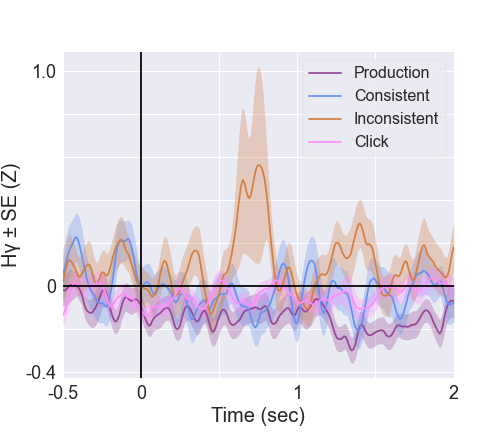 Hγ ± SE (Z)
1.0
0
-0.4
-0.5
0
1
2
Time (sec)
Production
Consistent
Inconsistent
Click